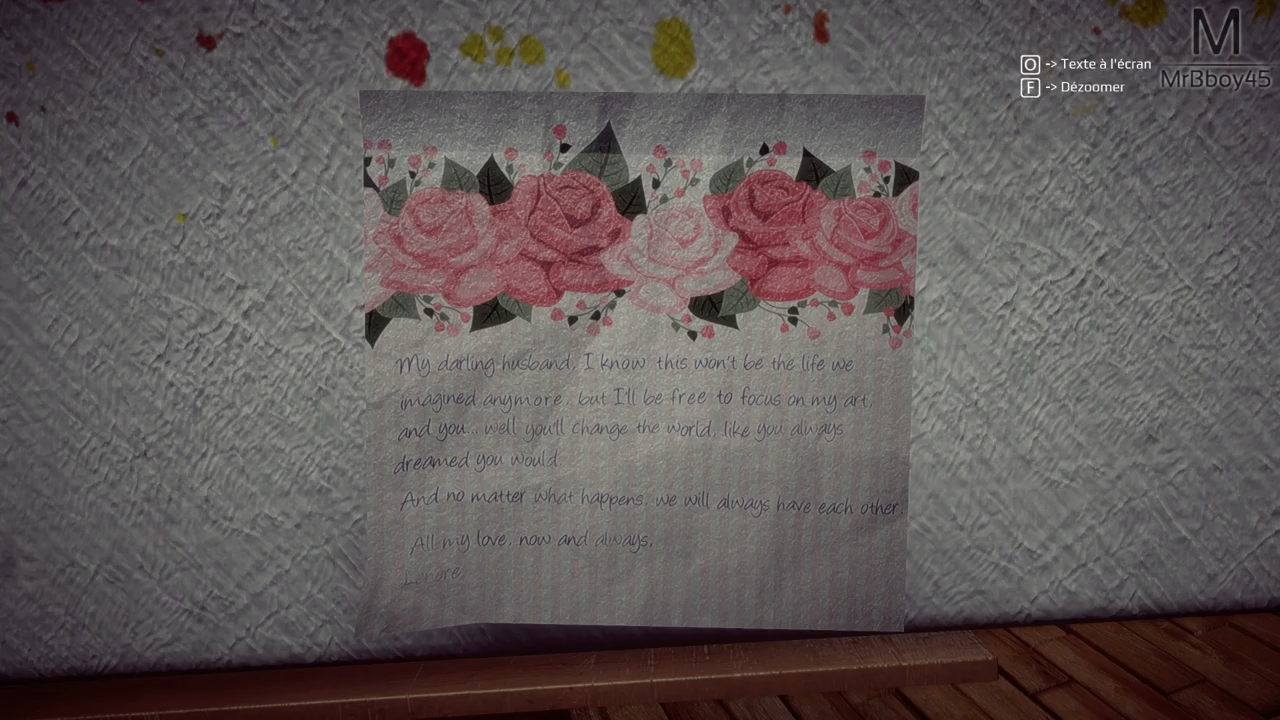 M
MrBboy45
O -> Texte à l'écran
F -> Dézoomer
My darling husband, I know this won't be the life we
imagined anymore, but I'll be free to focus on my art,
and you... well you'll change the world, like you always
dreamed you would.
And no matter what happens, we will always have each other.
All my love, now and always,
Lenore.